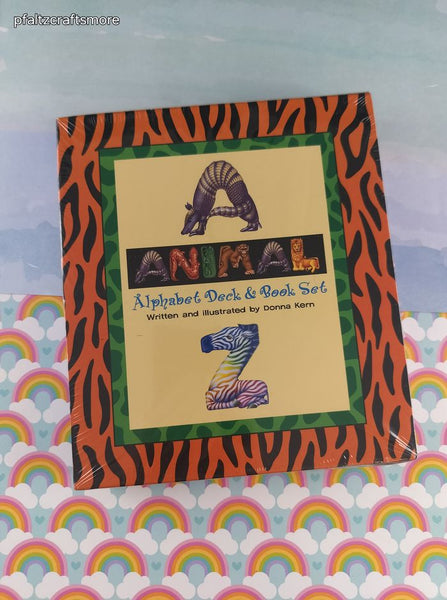 pfaltzcraftsmore
A
ANIMAL
Alphabet Deck & Book Set
Written and illustrated by Donna Kern
Z